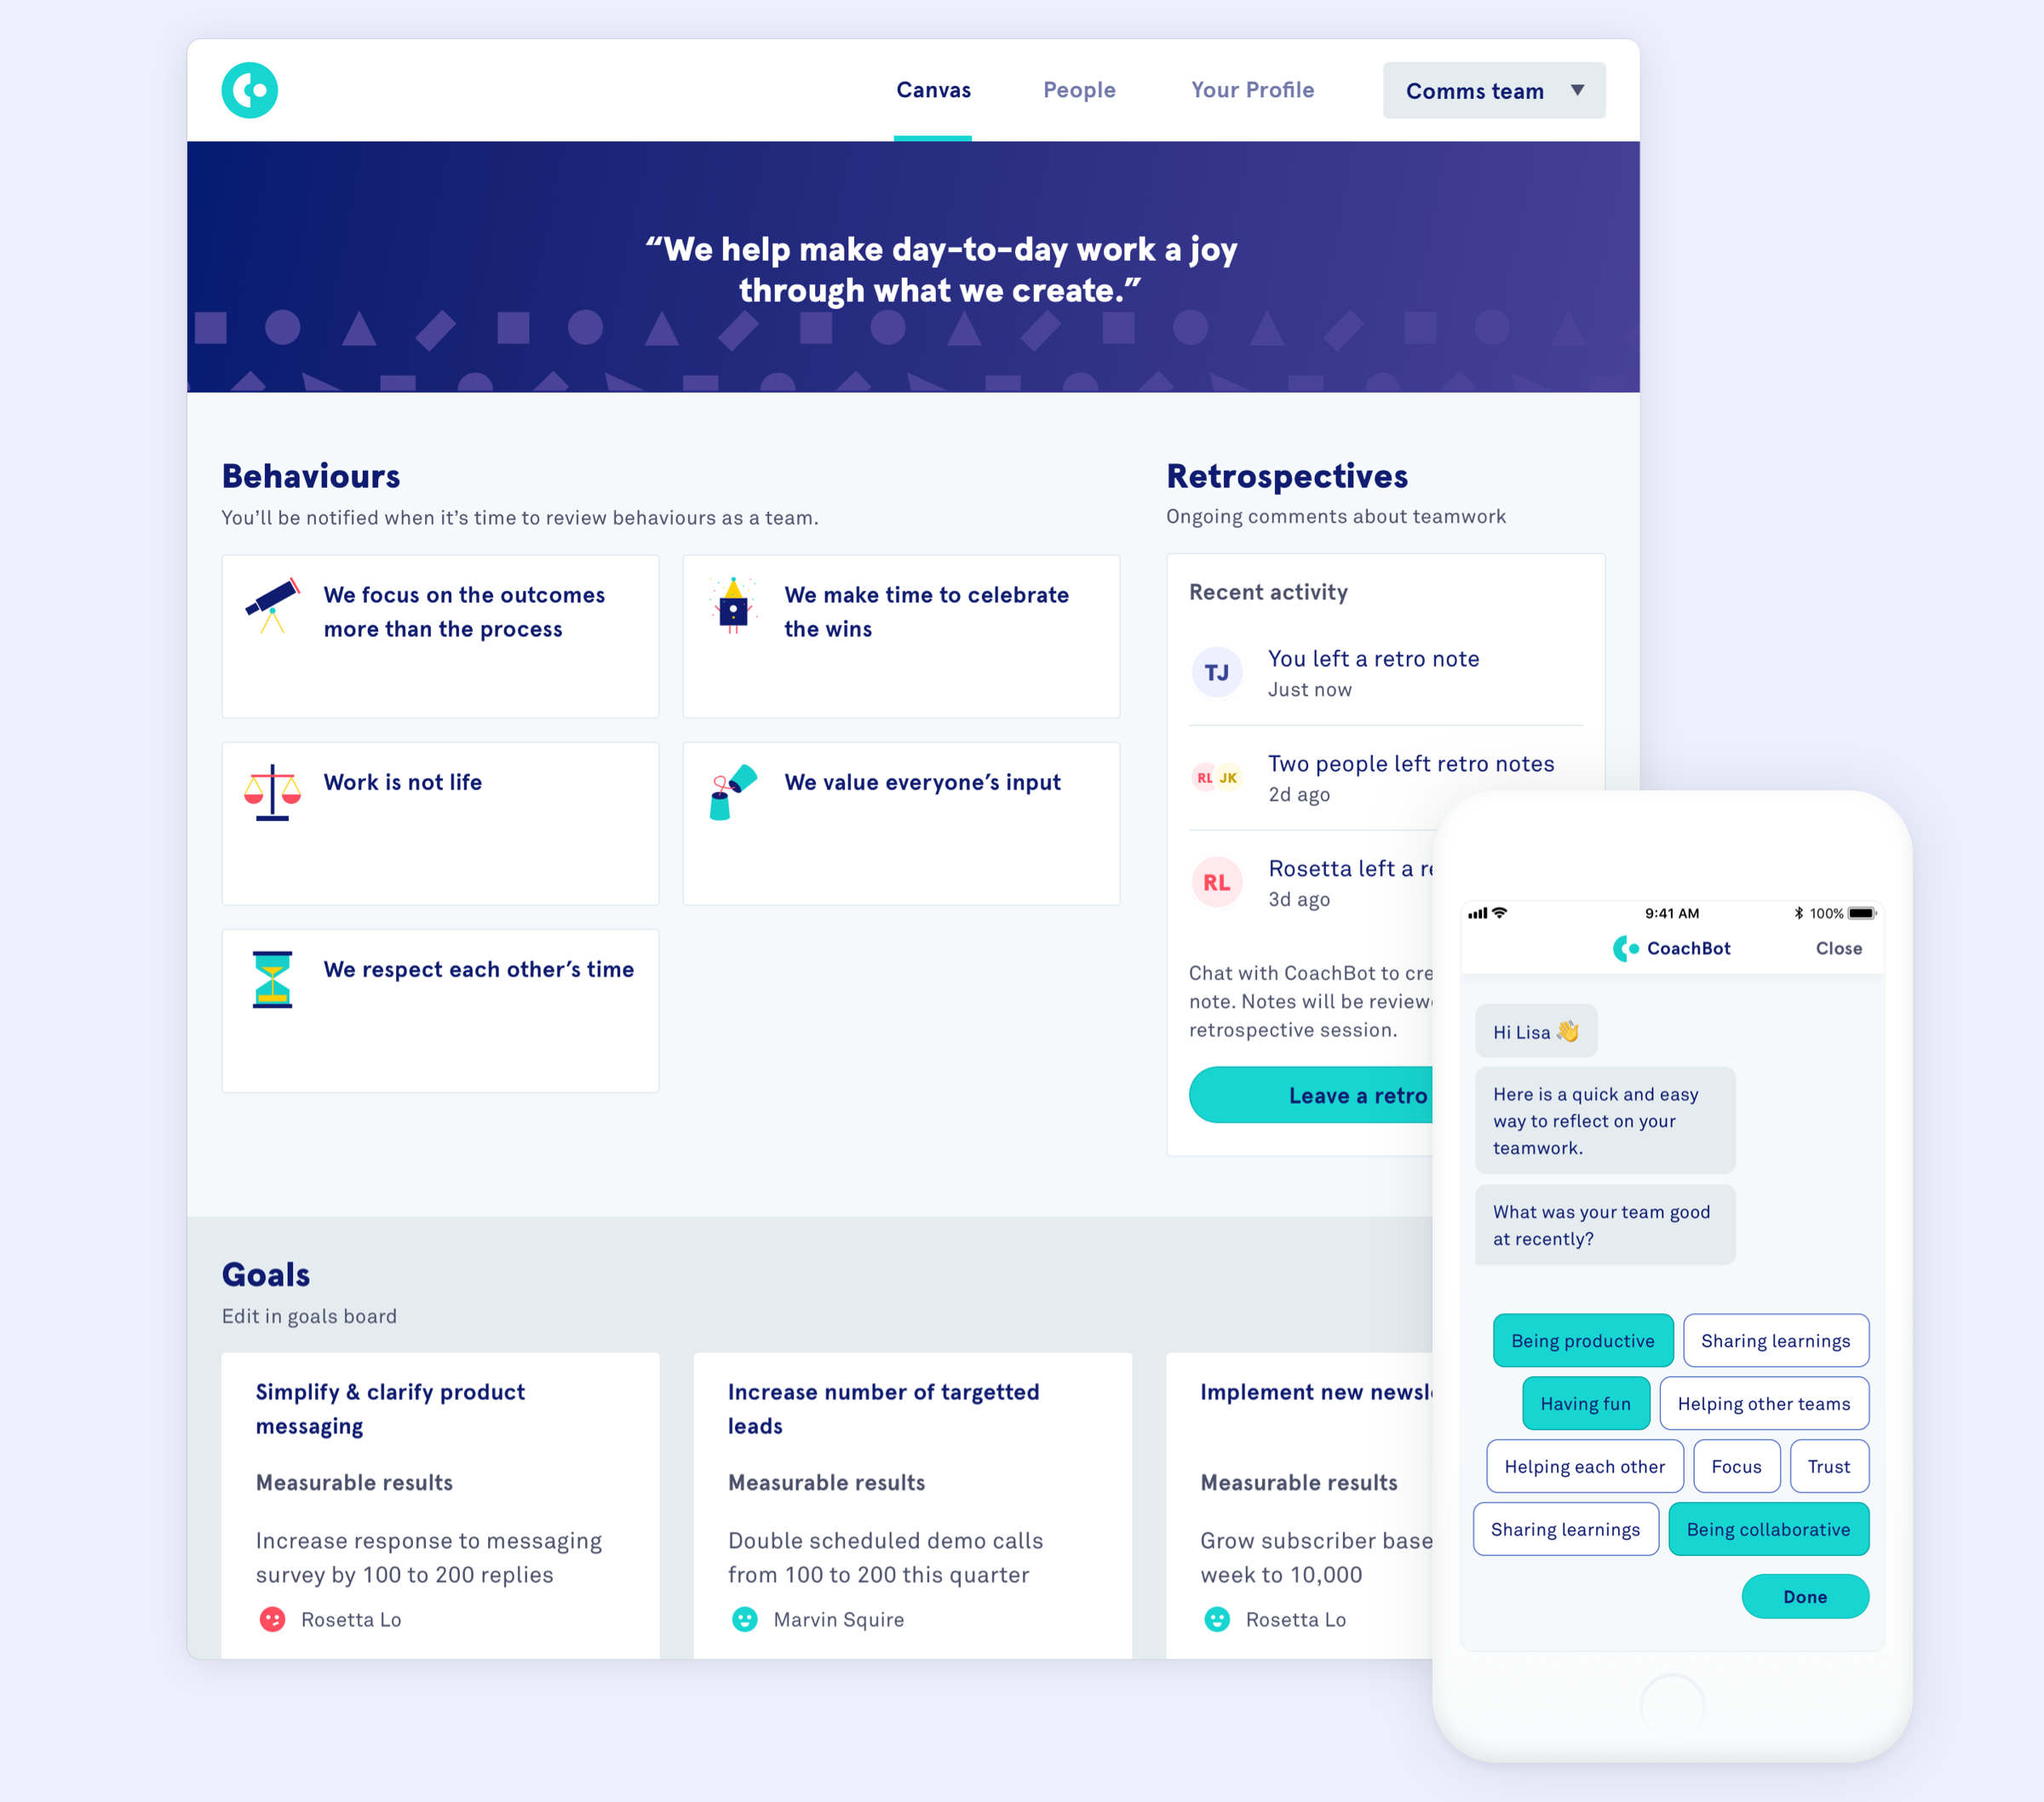 Canvas
People
Your Profile
Comms team
“We help make day-to-day work a joy
through what we create.”
Behaviours
You’ll be notified when it’s time to review behaviours as a team.
We focus on the outcomes
more than the process
We make time to celebrate
the wins
Work is not life
We value everyone’s input
We respect each other’s time
Retrospectives
Ongoing comments about teamwork
Recent activity
TJ
You left a retro note
Just now
RL
JK
Two people left retro notes
2d ago
RL
Rosetta left a
3d ago
Chat with CoachBot to
note. Notes will be
retrospective session.
Leave a retro
Goals
Edit in goals board
Simplify & clarify product
messaging
Measurable results
Increase response to messaging
survey by 100 to 200 replies
Rosetta Lo
Increase number of targetted
leads
Measurable results
Double scheduled demo calls
from 100 to 200 this quarter
Marvin Squire
Implement new
Measurable results
Grow subscriber base
week to 10,000
Rosetta Lo
9:41 AM
100%
CoachBot
Close
Hi Lisa 👋
Here is a quick and easy
way to reflect on your
teamwork.
What was your team good
at recently?
Being productive
Sharing learnings
Having fun
Helping other teams
Helping each other
Focus
Trust
Sharing learnings
Being collaborative
Done